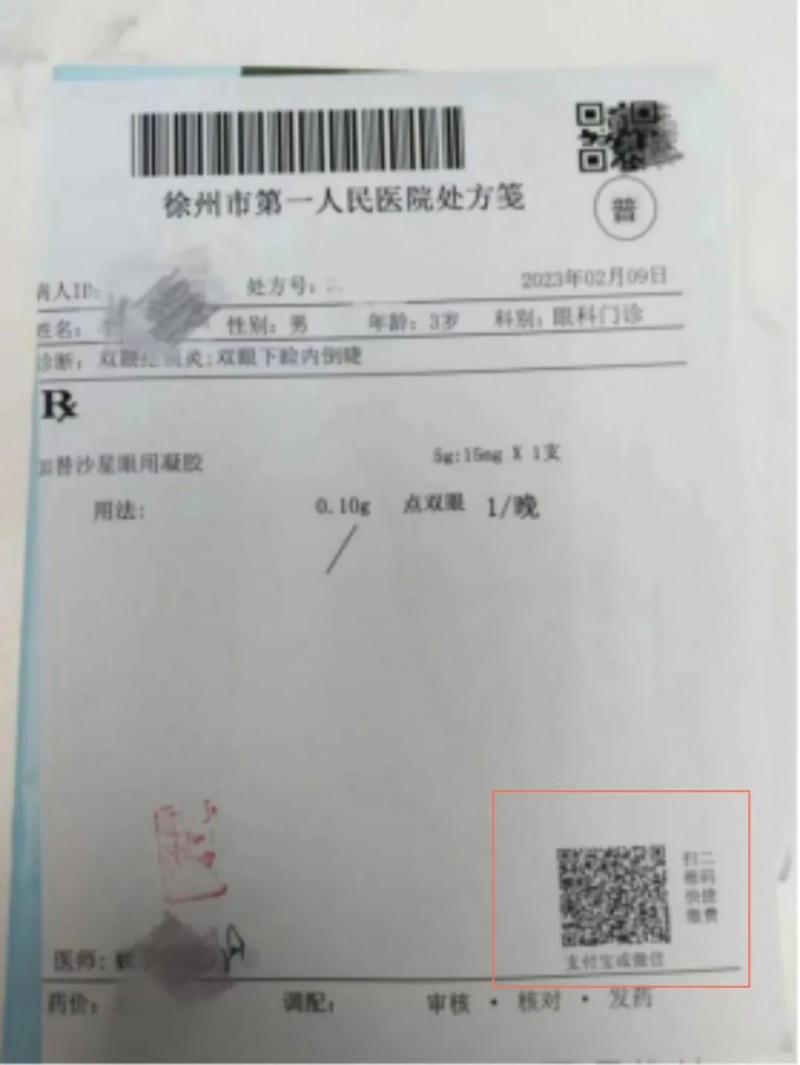 徐州市第一人民医院处方笺
普
病人ID: 处方号: 2023年02月09日
姓名: 性别: 男 年龄: 3岁 科别: 眼科门诊
诊断: 双眼结膜炎;双眼下睑内倒睫
Rx
加替沙星眼用凝胶 5g:15mg X 1支
用法: 0.10g 点双眼 1/晚
扫二
维码
快捷
缴费
支付宝或微信
医师:
药价: 调配: 审核 · 核对 · 发药